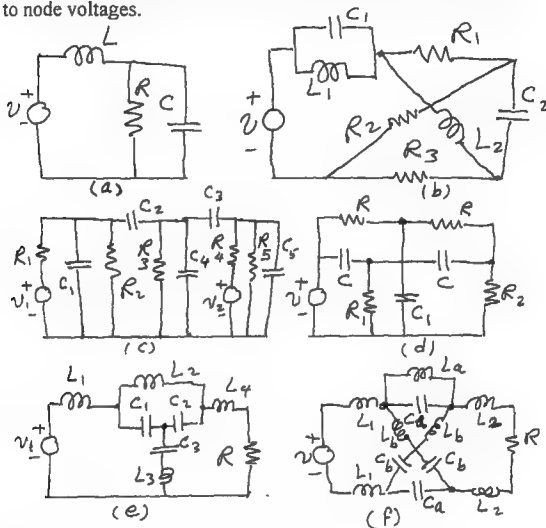 to node voltages.
L
R
C
v
+
-
(a)
C1
L1
R1
C2
R2
L2
R3
v
+
-
(b)
C2
C3
R1
C1
R2
R3
C4
R4
R5
C5
v1
+
-
v2
+
-
(c)
R
R
C
C
v
+
-
R1
C1
R2
(d)
L1
L2
L4
C1
C2
C3
L3
R
v1
+
-
(e)
La
L1
Ca
L2
Lb
Lb
Cb
Cb
R
v
+
-
L1
Ca
L2
(f)